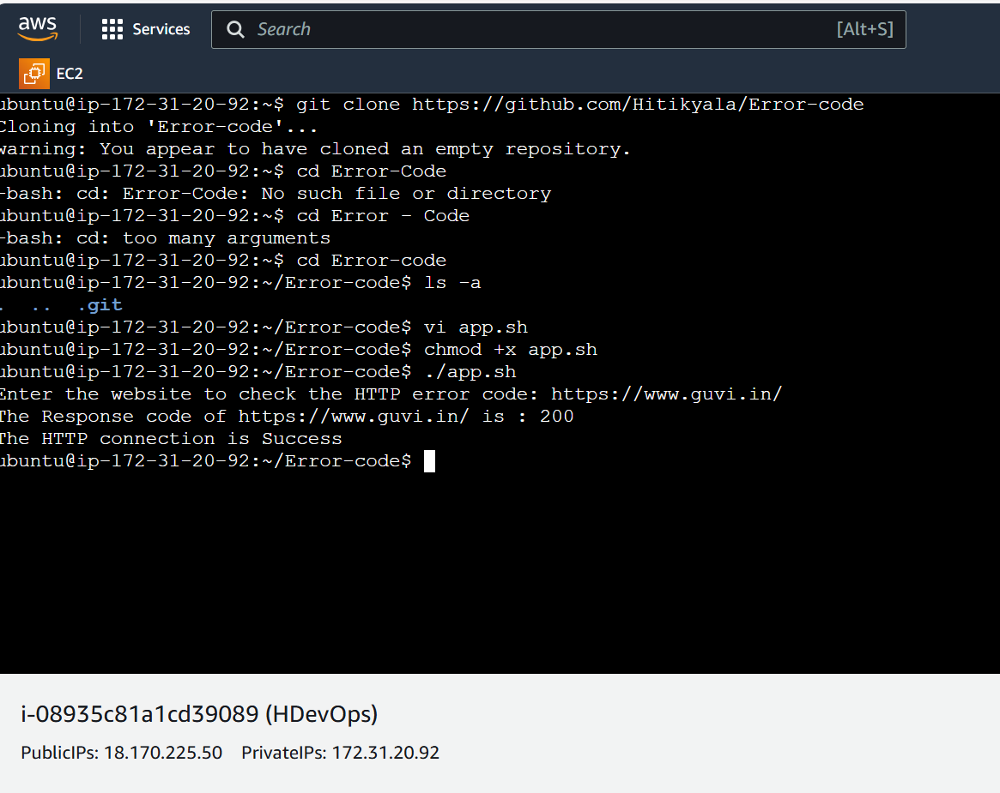 aws
Services
Search
[Alt+S]
EC2
ubuntu@ip-172-31-20-92:~$ git clone https://github.com/Hitikyala/Error-code
Cloning into 'Error-code'...
warning: You appear to have cloned an empty repository.
ubuntu@ip-172-31-20-92:~$ cd Error-Code
-bash: cd: Error-Code: No such file or directory
ubuntu@ip-172-31-20-92:~$ cd Error - Code
-bash: cd: too many arguments
ubuntu@ip-172-31-20-92:~$ cd Error-code
ubuntu@ip-172-31-20-92:~/Error-code$ ls -a
.  ..  .git
ubuntu@ip-172-31-20-92:~/Error-code$ vi app.sh
ubuntu@ip-172-31-20-92:~/Error-code$ chmod +x app.sh
ubuntu@ip-172-31-20-92:~/Error-code$ ./app.sh
Enter the website to check the HTTP error code: https://www.guvi.in/
The Response code of https://www.guvi.in/ is : 200
The HTTP connection is Success
ubuntu@ip-172-31-20-92:~/Error-code$
i-08935c81a1cd39089 (HDevOps)
PublicIPs: 18.170.225.50 PrivateIPs: 172.31.20.92